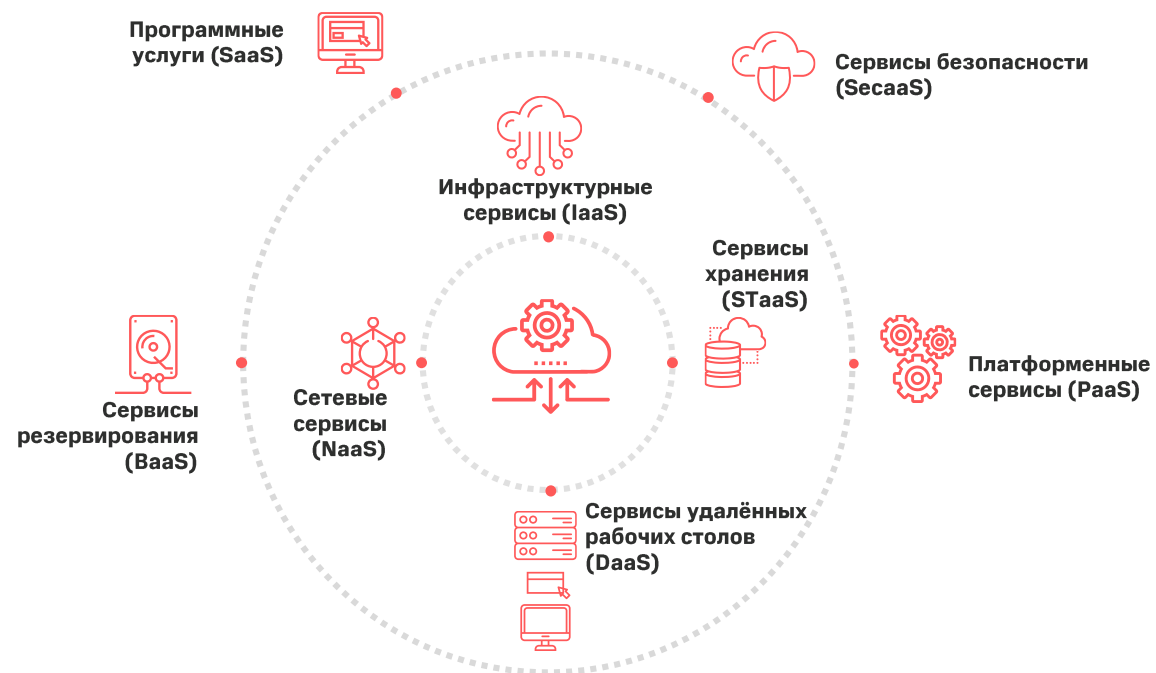 Программные
услуги (SaaS)
Сервисы безопасности
(SecaaS)
Инфраструктурные
сервисы (IaaS)
Сервисы
хранения
(STaaS)
Платформенные
сервисы (PaaS)
Сетевые
сервисы
(NaaS)
Сервисы
резервирования
(BaaS)
Сервисы удалённых
рабочих столов
(DaaS)